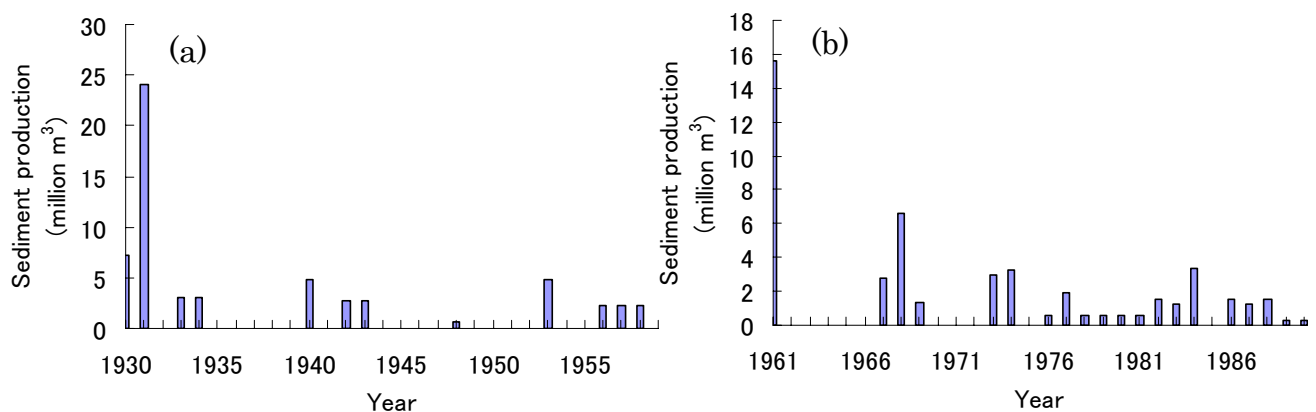 (a)
Sediment production
(million m³)
30
25
20
15
10
5
0
1930 1935 1940 1945 1950 1955
Year
(b)
Sediment production
(million m³)
18
16
14
12
10
8
6
4
2
0
1961 1966 1971 1976 1981 1986
Year